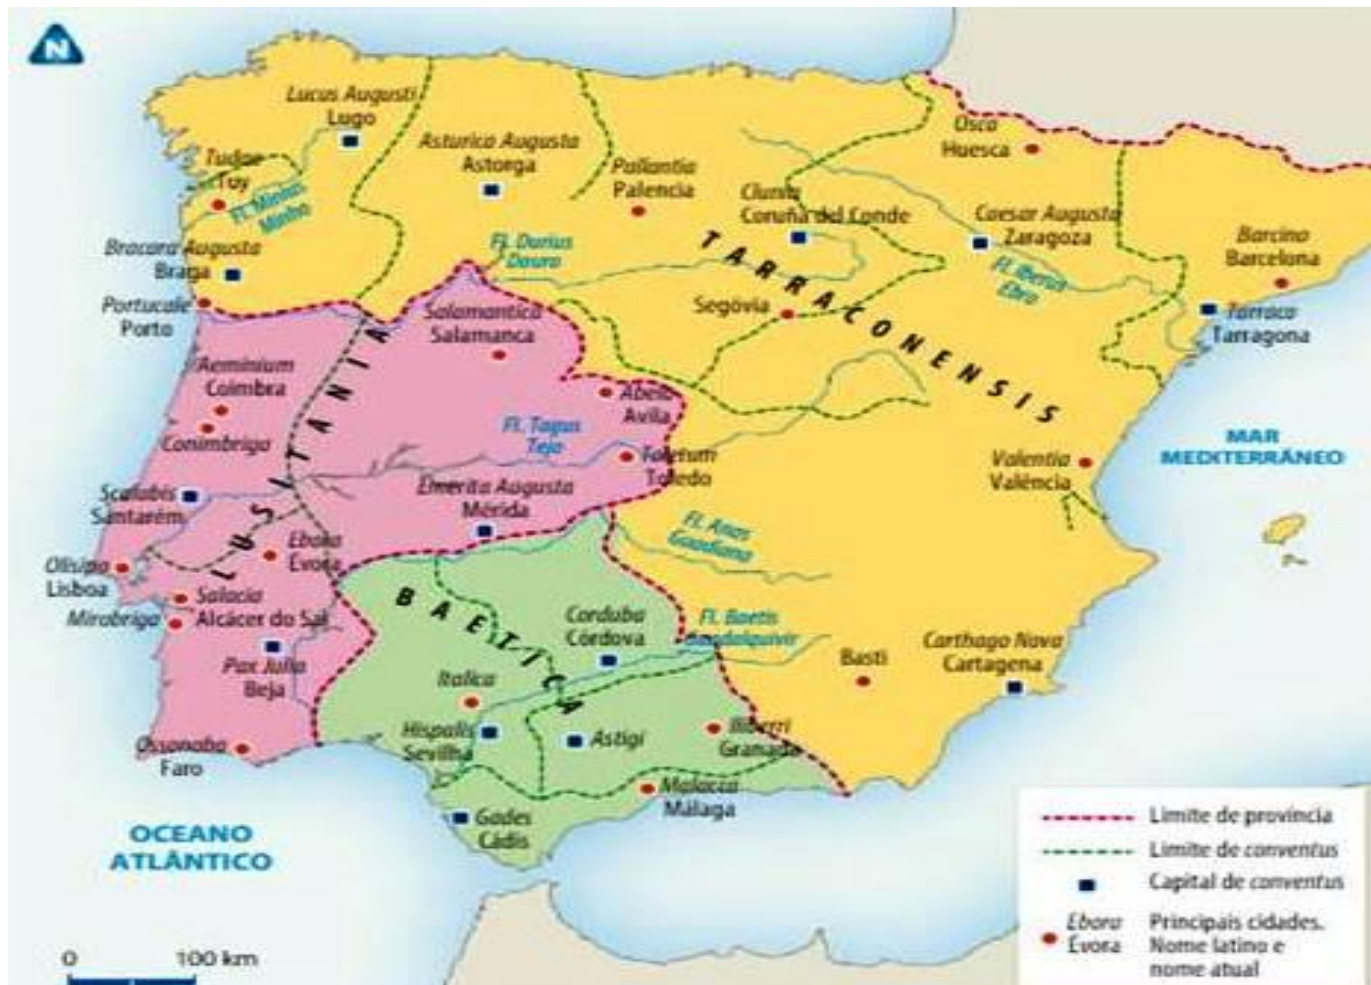 N
Lucus Augusti
Lugo
Asturica Augusta
Astorga
Pallantia
Palencia
Clunia
Coruña del Conde
Osca
Huesca
Caesar Augusta
Zaragoza
Barcino
Barcelona
Tarraca
Tarragona
Tudae
Tuy
Fl. Minius
Minho
Bracara Augusta
Braga
Portucale
Porto
Fl. Durius
Douro
Fl. Iberus
Ebro
TARRACONENSIS
Segóvia
Salamantica
Salamanca
LUSITANIA
Aeminium
Coimbra
Conimbriga
Abela
Avila
Fl. Tagus
Tejo
Toletum
Toledo
Valentia
Valência
MAR
MEDITERRÂNEO
Scalabis
Santarém
Emerita Augusta
Mérida
Fl. Anas
Guadiana
Olisipo
Lisboa
Ebora
Évora
Salacia
Alcácer do Sal
Mirobriga
Pax Julia
Beja
BAETICA
Corduba
Córdova
Fl. Baetis
Guadalquivir
Basti
Carthago Nova
Cartagena
Italica
Hispalis
Sevilha
Astigi
Iliberri
Granada
Ossonoba
Faro
Malacca
Málaga
Gades
Cádis
OCEANO
ATLÂNTICO
Limite de província
Limite de conventus
Capital de conventus
Ebora
Évora
Principais cidades.
Nome latino e
nome atual
0 100 km